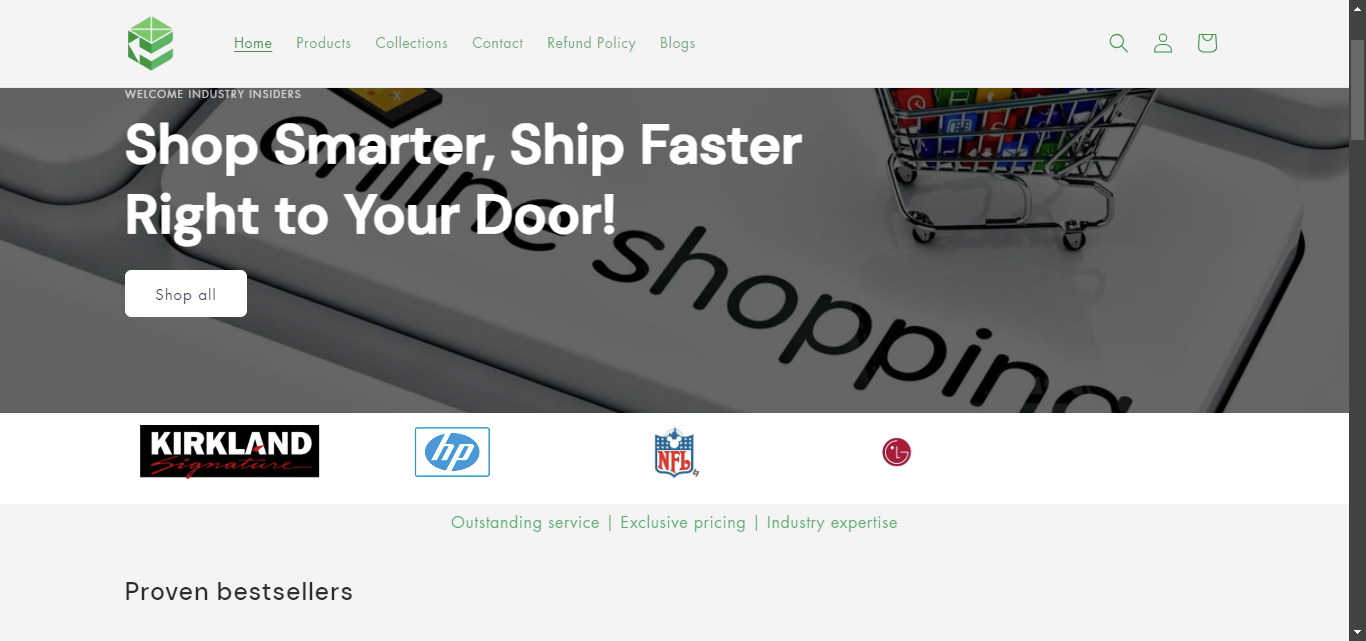 Home Products Collections Contact Refund Policy Blogs
WELCOME INDUSTRY INSIDERS
Shop Smarter, Ship Faster
Right to Your Door!
Shop all
online shopping
KIRKLAND
Signature
hp
NFL
LG
Outstanding service | Exclusive pricing | Industry expertise
Proven bestsellers